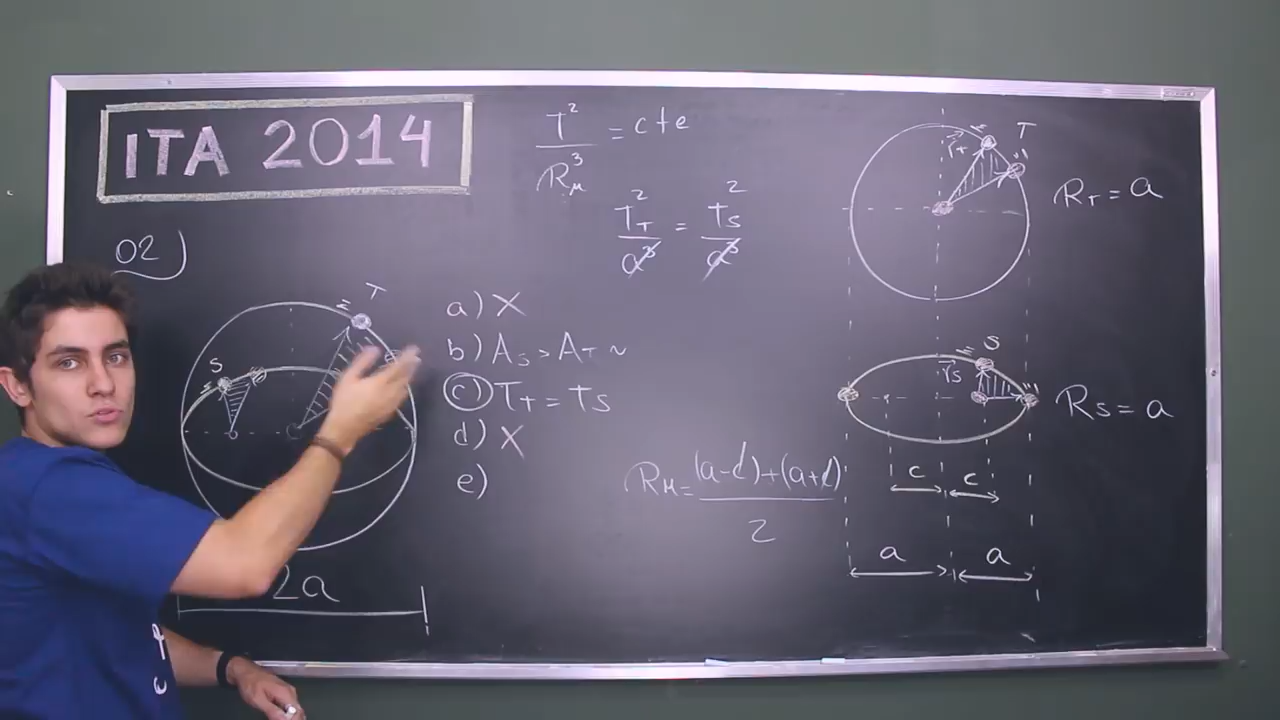 ITA 2014
02)
T² / R_M³ = cte
T_T² / a³ = T_S² / a³
a) X
b) A_S > A_T ~
c) T_T = T_S
d) X
e)
R_M = (a-c)+(a+c) / 2
T
S
2a
T
r_T
R_T = a
S
r_S
R_S = a
c c
a a